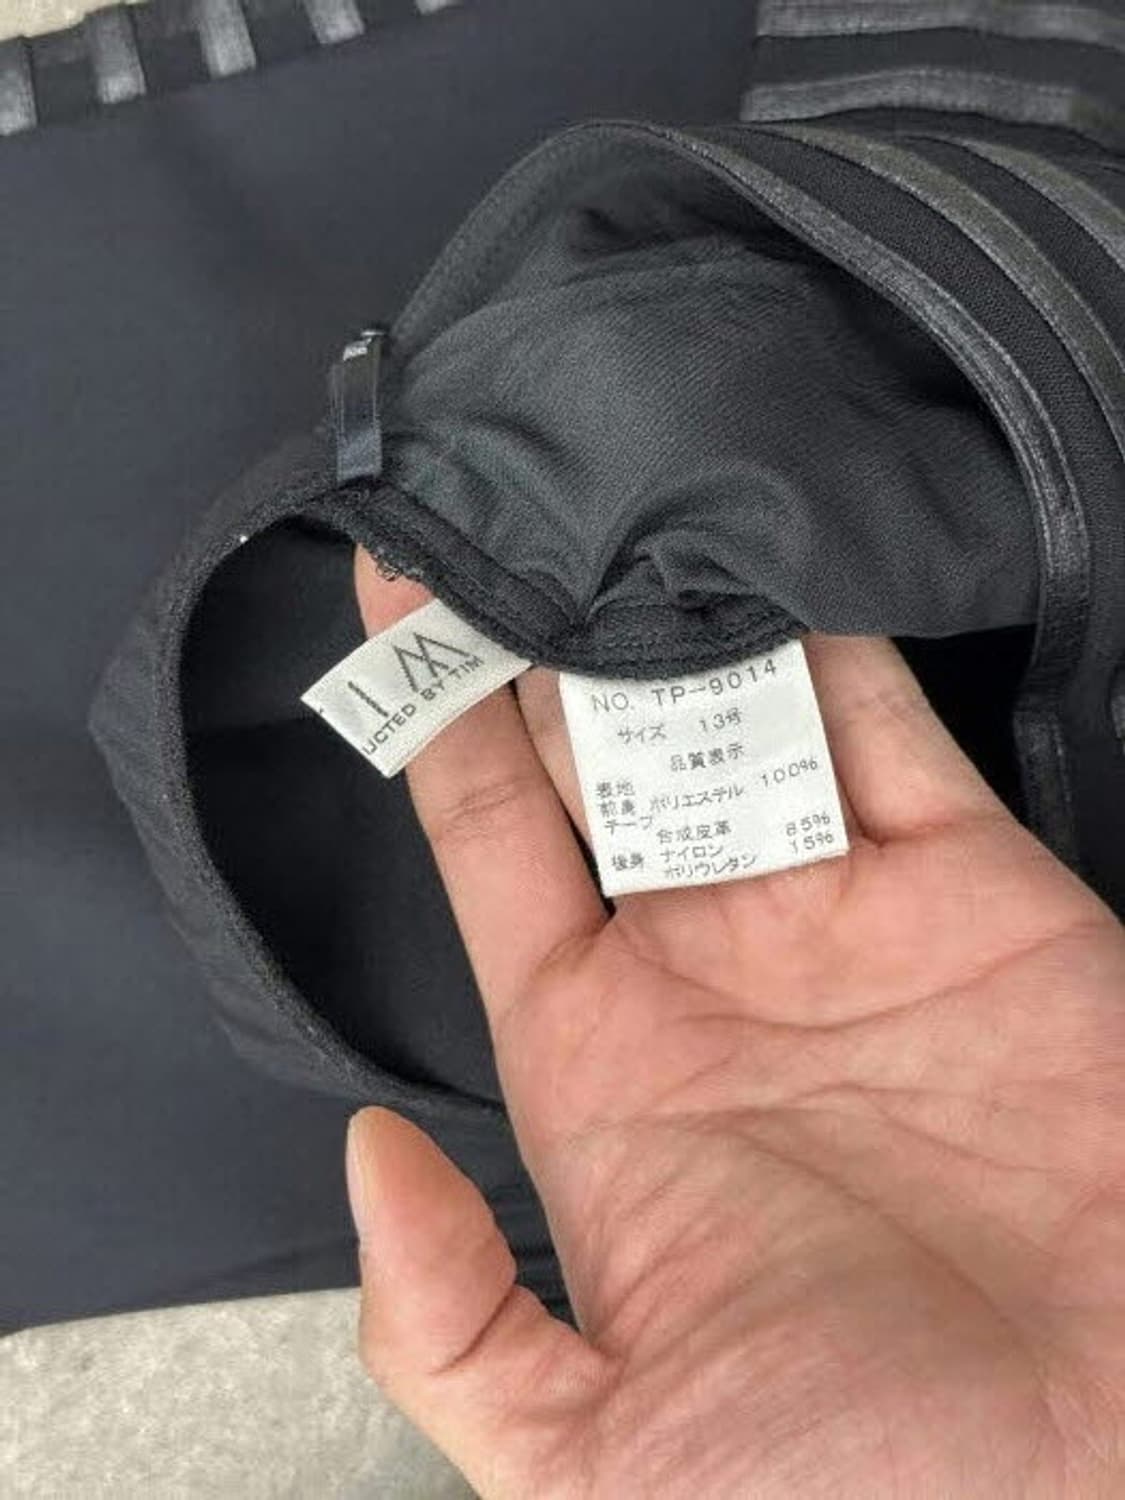 I M
UCTED BY TIM
NO. TP-9014
サイズ 13号
品質表示
表地
前身 ポリエステル 100%
テープ
合成皮革 85%
後身 ナイロン 15%
ポリウレタン